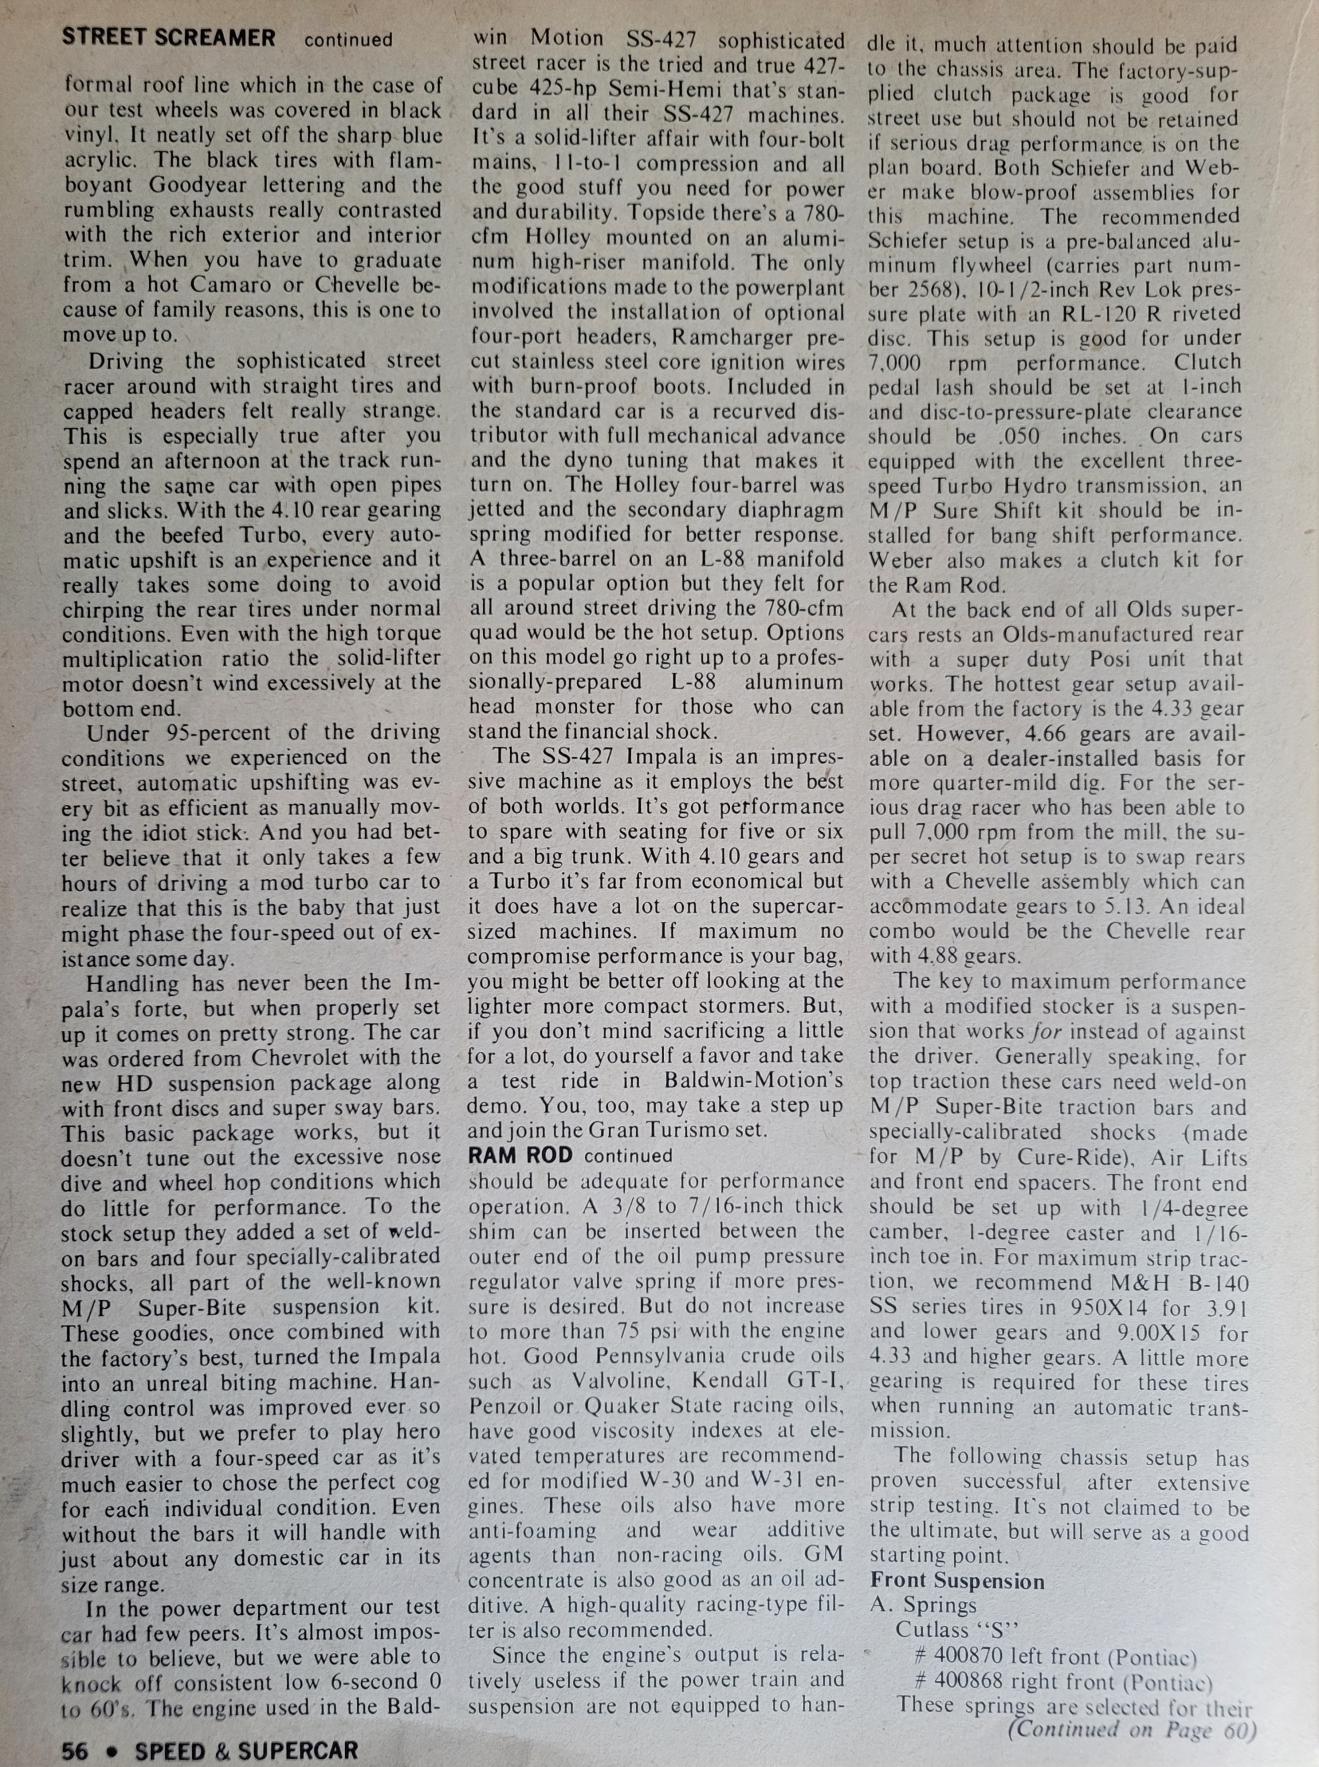 STREET SCREAMER continued
formal roof line which in the case of
our test wheels was covered in black
vinyl. It neatly set off the sharp blue
acrylic. The black tires with flam-
boyant Goodyear lettering and the
rumbling exhausts really contrasted
with the rich exterior and interior
trim. When you have to graduate
from a hot Camaro or Chevelle be-
cause of family reasons, this is one to
move up to.
Driving the sophisticated street
racer around with straight tires and
capped headers felt really strange.
This is especially true after you
spend an afternoon at the track run-
ning the same car with open pipes
and slicks. With the 4.10 rear gearing
and the beefed Turbo, every auto-
matic upshift is an experience and it
really takes some doing to avoid
chirping the rear tires under normal
conditions. Even with the high torque
multiplication ratio the solid-lifter
motor doesn't wind excessively at the
bottom end.
Under 95-percent of the driving
conditions we experienced on the
street, automatic upshifting was ev-
ery bit as efficient as manually mov-
ing the idiot stick. And you had bet-
ter believe that it only takes a few
hours of driving a mod turbo car to
realize that this is the baby that just
might phase the four-speed out of ex-
istance some day.
Handling has never been the Im-
pala's forte, but when properly set
up it comes on pretty strong. The car
was ordered from Chevrolet with the
new HD suspension package along
with front discs and super sway bars.
This basic package works, but it
doesn't tune out the excessive nose
dive and wheel hop conditions which
do little for performance. To the
stock setup they added a set of weld-
on bars and four specially-calibrated
shocks, all part of the well-known
M/P Super-Bite suspension kit.
These goodies, once combined with
the factory's best, turned the Impala
into an unreal biting machine. Han-
dling control was improved ever so
slightly, but we prefer to play hero
driver with a four-speed car as it's
much easier to chose the perfect cog
for each individual condition. Even
without the bars it will handle with
just about any domestic car in its
size range.
In the power department our test
car had few peers. It's almost impos-
sible to believe, but we were able to
knock off consistent low 6-second 0
to 60's. The engine used in the Bald-
win Motion SS-427 sophisticated
street racer is the tried and true 427-
cube 425-hp Semi-Hemi that's stan-
dard in all their SS-427 machines.
It's a solid-lifter affair with four-bolt
mains, 11-to-1 compression and all
the good stuff you need for power
and durability. Topside there's a 780-
cfm Holley mounted on an alumi-
num high-riser manifold. The only
modifications made to the powerplant
involved the installation of optional
four-port headers, Ramcharger pre-
cut stainless steel core ignition wires
with burn-proof boots. Included in
the standard car is a recurved dis-
tributor with full mechanical advance
and the dyno tuning that makes it
turn on. The Holley four-barrel was
jetted and the secondary diaphragm
spring modified for better response.
A three-barrel on an L-88 manifold
is a popular option but they felt for
all around street driving the 780-cfm
quad would be the hot setup. Options
on this model go right up to a profes-
sionally-prepared L-88 aluminum
head monster for those who can
stand the financial shock.
The SS-427 Impala is an impres-
sive machine as it employs the best
of both worlds. It's got performance
to spare with seating for five or six
and a big trunk. With 4.10 gears and
a Turbo it's far from economical but
it does have a lot on the supercar-
sized machines. If maximum no
compromise performance is your bag,
you might be better off looking at the
lighter more compact stormers. But,
if you don't mind sacrificing a little
for a lot, do yourself a favor and take
a test ride in Baldwin-Motion's
demo. You, too, may take a step up
and join the Gran Turismo set.
RAM ROD continued
should be adequate for performance
operation. A 3/8 to 7/16-inch thick
shim can be inserted between the
outer end of the oil pump pressure
regulator valve spring if more pres-
sure is desired. But do not increase
to more than 75 psi with the engine
hot. Good Pennsylvania crude oils
such as Valvoline, Kendall GT-I,
Penzoil or Quaker State racing oils,
have good viscosity indexes at ele-
vated temperatures are recommend-
ed for modified W-30 and W-31 en-
gines. These oils also have more
anti-foaming and wear additive
agents than non-racing oils. GM
concentrate is also good as an oil ad-
ditive. A high-quality racing-type fil-
ter is also recommended.
Since the engine's output is rela-
tively useless if the power train and
suspension are not equipped to han-
dle it, much attention should be paid
to the chassis area. The factory-sup-
plied clutch package is good for
street use but should not be retained
if serious drag performance is on the
plan board. Both Schiefer and Web-
er make blow-proof assemblies for
this machine. The recommended
Schiefer setup is a pre-balanced alu-
minum flywheel (carries part num-
ber 2568), 10-1/2-inch Rev Lok pres-
sure plate with an RL-120 R riveted
disc. This setup is good for under
7,000 rpm performance. Clutch
pedal lash should be set at 1-inch
and disc-to-pressure-plate clearance
should be .050 inches. On cars
equipped with the excellent three-
speed Turbo Hydro transmission, an
M/P Sure Shift kit should be in-
stalled for bang shift performance.
Weber also makes a clutch kit for
the Ram Rod.
At the back end of all Olds super-
cars rests an Olds-manufactured rear
with a super duty Posi unit that
works. The hottest gear setup avail-
able from the factory is the 4.33 gear
set. However, 4.66 gears are avail-
able on a dealer-installed basis for
more quarter-mild dig. For the ser-
ious drag racer who has been able to
pull 7,000 rpm from the mill, the su-
per secret hot setup is to swap rears
with a Chevelle assembly which can
accommodate gears to 5.13. An ideal
combo would be the Chevelle rear
with 4.88 gears.
The key to maximum performance
with a modified stocker is a suspen-
sion that works for instead of against
the driver. Generally speaking, for
top traction these cars need weld-on
M/P Super-Bite traction bars and
specially-calibrated shocks (made
for M/P by Cure-Ride), Air Lifts
and front end spacers. The front end
should be set up with 1/4-degree
camber, 1-degree caster and 1/16-
inch toe in. For maximum strip trac-
tion, we recommend M&H B-140
SS series tires in 950X14 for 3.91
and lower gears and 9.00X15 for
4.33 and higher gears. A little more
gearing is required for these tires
when running an automatic trans-
mission.
The following chassis setup has
proven successful after extensive
strip testing. It's not claimed to be
the ultimate, but will serve as a good
starting point.
Front Suspension
A. Springs
Cutlass "S"
# 400870 left front (Pontiac)
# 400868 right front (Pontiac)
These springs are selected for their
(Continued on Page 60)
56 • SPEED & SUPERCAR